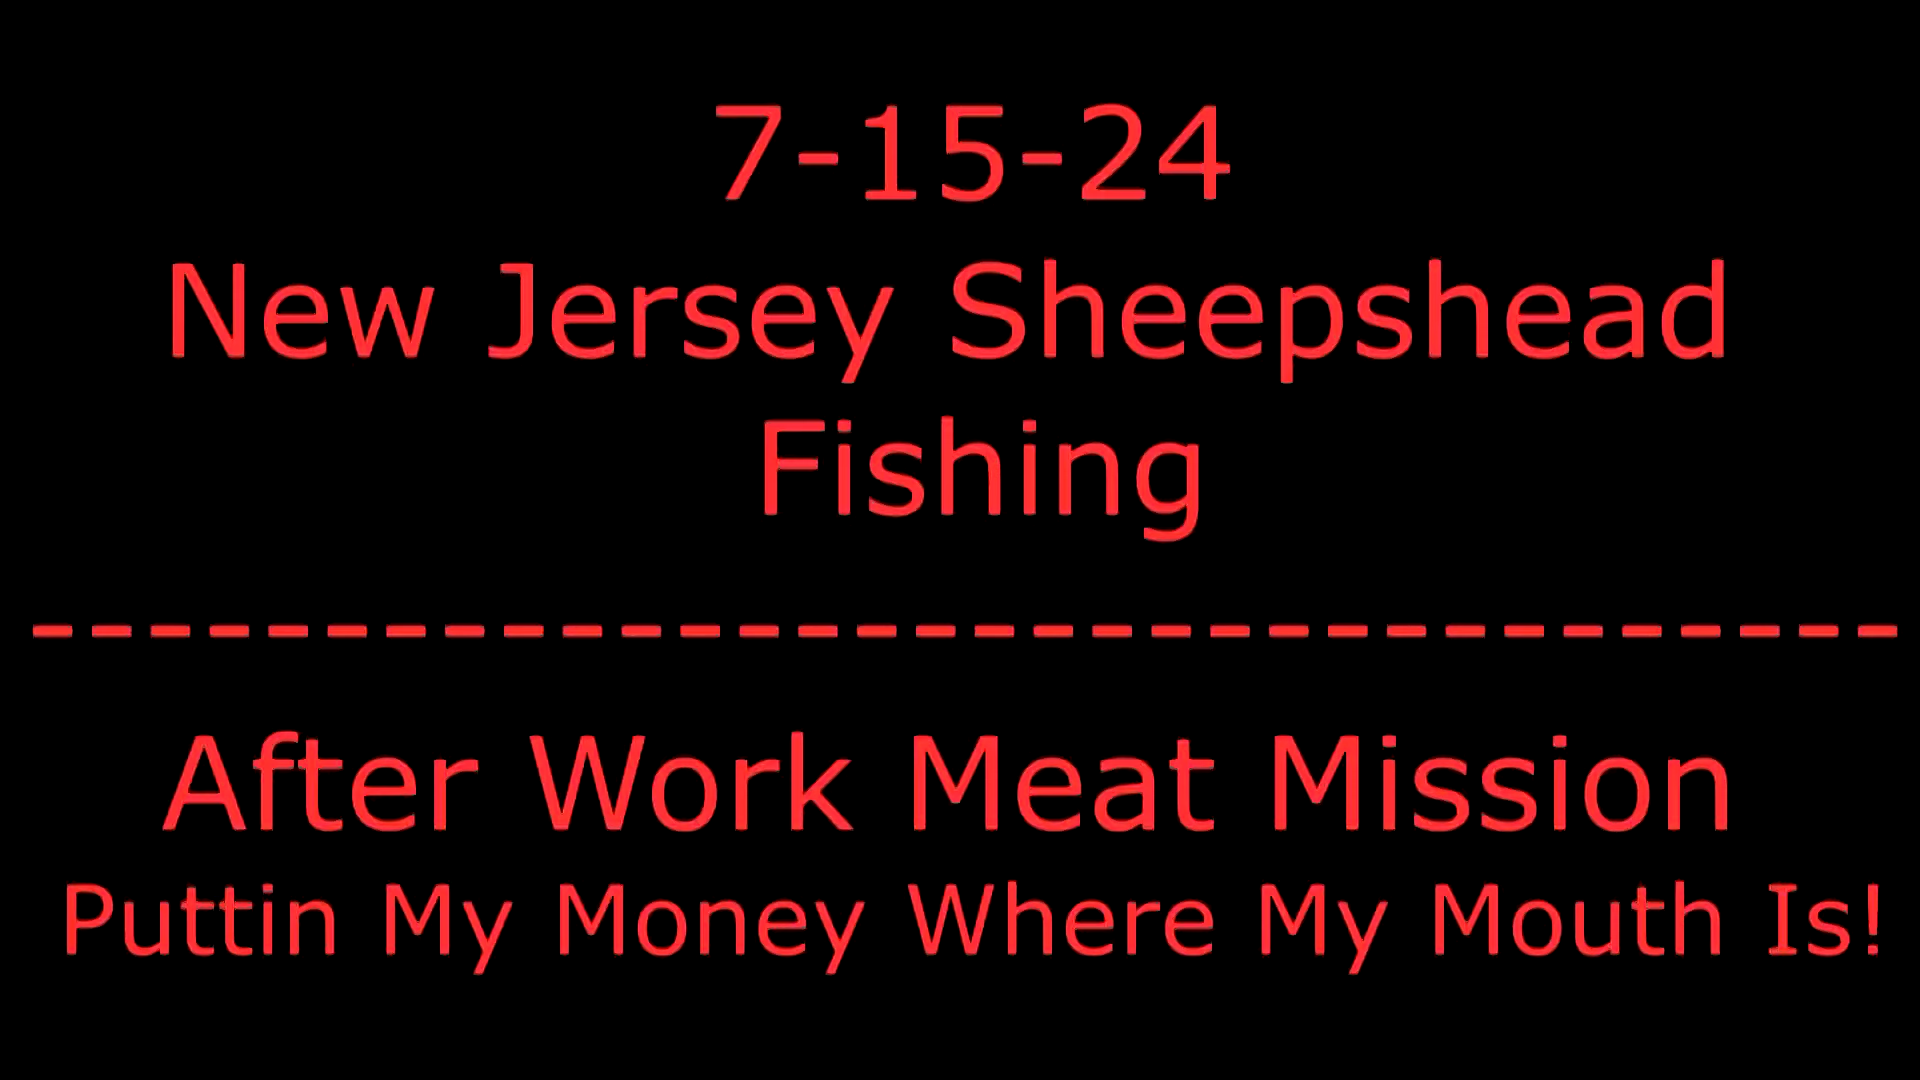 7-15-24
New Jersey Sheepshead
Fishing
--------------------------------
After Work Meat Mission
Puttin My Money Where My Mouth Is!